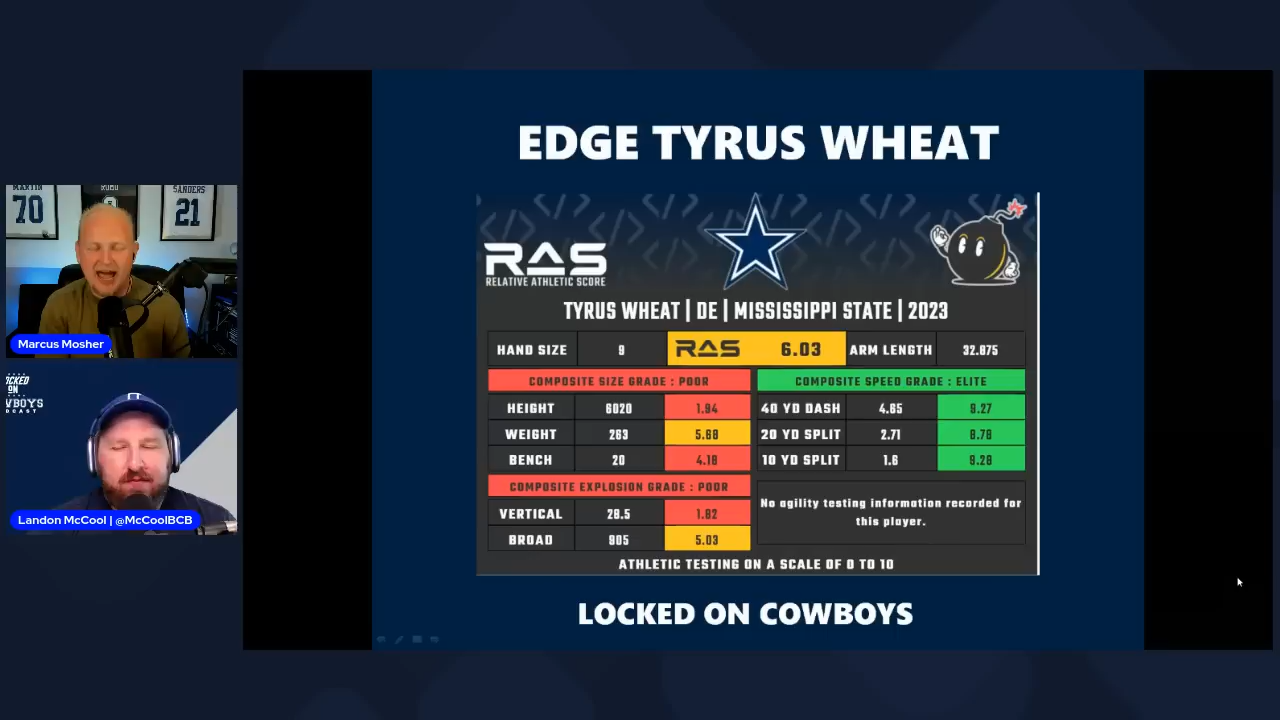 MARTIN
70
ROMO
SANDERS
21
Marcus Mosher
LOCKED
ON
COWBOYS
PODCAST
Landon McCool | @McCoolBCB
EDGE TYRUS WHEAT
RAS
RELATIVE ATHLETIC SCORE
TYRUS WHEAT | DE | MISSISSIPPI STATE | 2023
HAND SIZE 9 RAS 6.03 ARM LENGTH 32.875
COMPOSITE SIZE GRADE : POOR COMPOSITE SPEED GRADE : ELITE
HEIGHT 6020 1.94 40 YD DASH 4.65 9.27
WEIGHT 263 5.68 20 YD SPLIT 2.71 8.78
BENCH 20 4.18 10 YD SPLIT 1.6 9.28
COMPOSITE EXPLOSION GRADE : POOR
VERTICAL 28.5 1.82 No agility testing information recorded for
this player.
BROAD 905 5.03
ATHLETIC TESTING ON A SCALE OF 0 TO 10
LOCKED ON COWBOYS